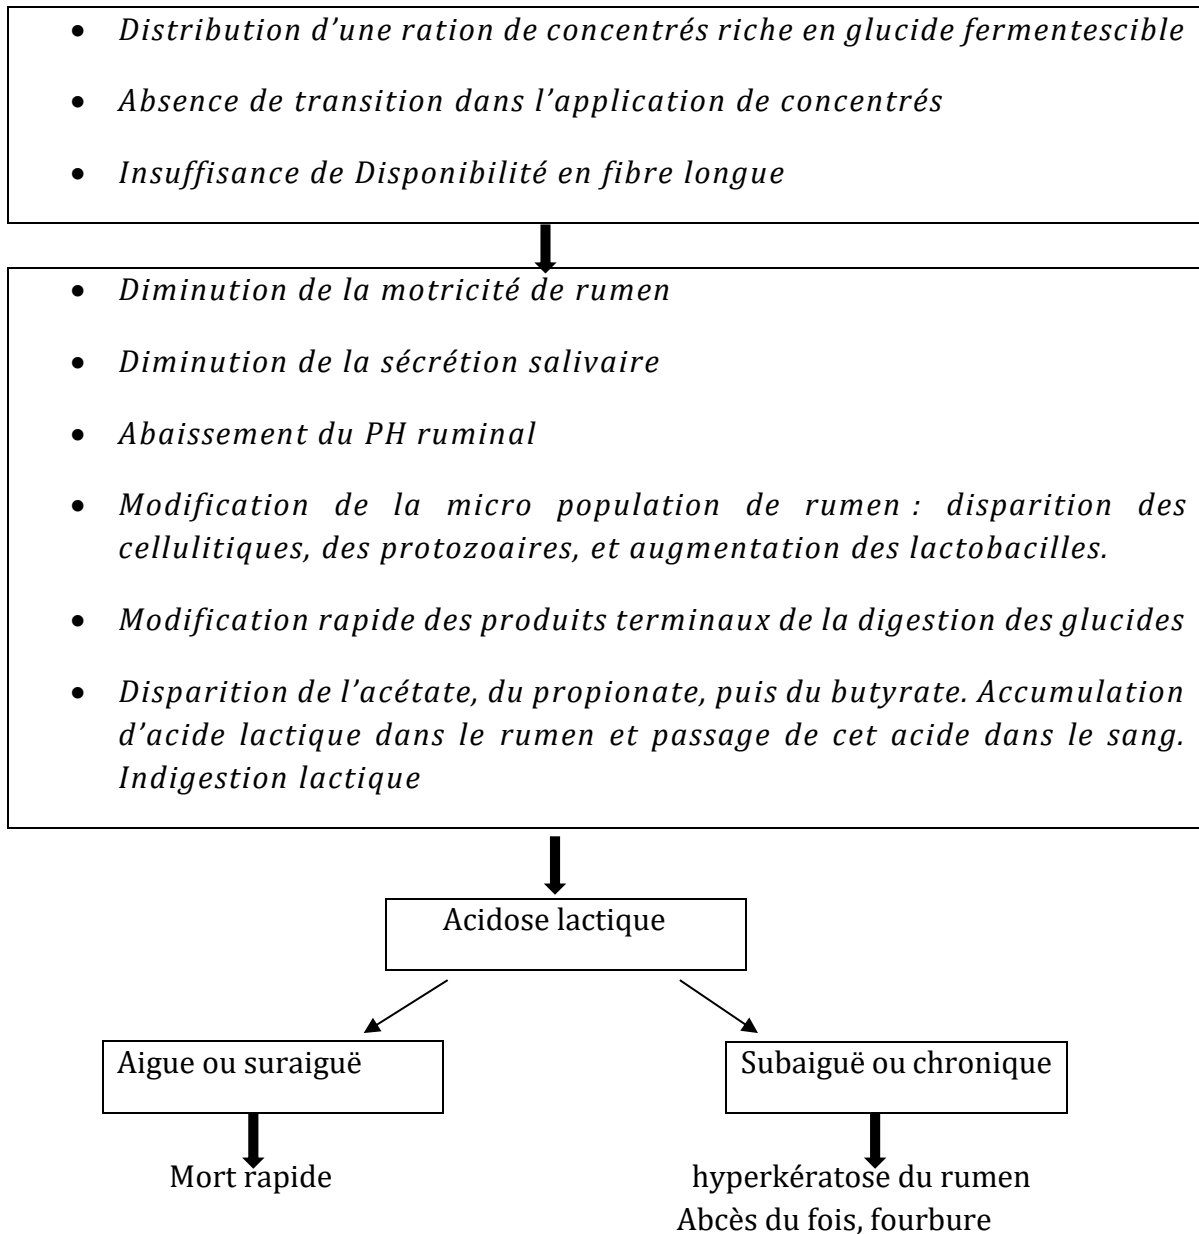 • Distribution d’une ration de concentrés riche en glucide fermentescible
• Absence de transition dans l’application de concentrés
• Insuffisance de Disponibilité en fibre longue
• Diminution de la motricité de rumen
• Diminution de la sécrétion salivaire
• Abaissement du PH ruminal
• Modification de la micro population de rumen : disparition des
cellulitiques, des protozoaires, et augmentation des lactobacilles.
• Modification rapide des produits terminaux de la digestion des glucides
• Disparition de l’acétate, du propionate, puis du butyrate. Accumulation
d’acide lactique dans le rumen et passage de cet acide dans le sang.
Indigestion lactique
Acidose lactique
Aigue ou suraiguë
Subaiguë ou chronique
Mort rapide
hyperkératose du rumen
Abcès du fois, fourbure